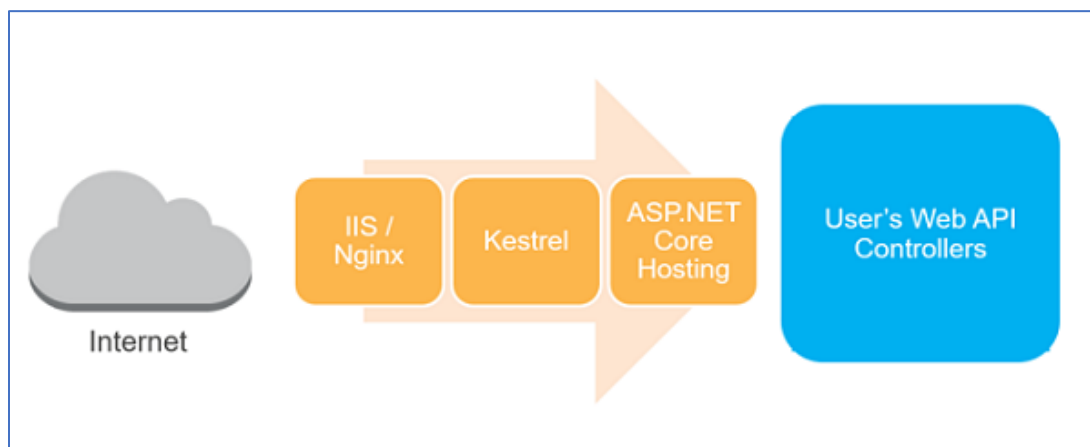 Internet
IIS /
Nginx
Kestrel
ASP.NET
Core
Hosting
User's Web API
Controllers